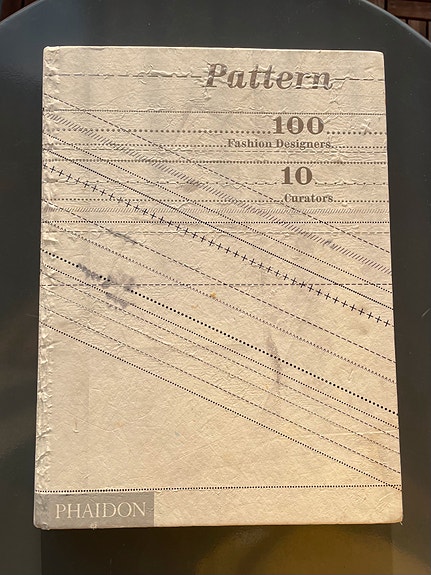 Pattern
100
Fashion Designers
10
Curators
PHAIDON